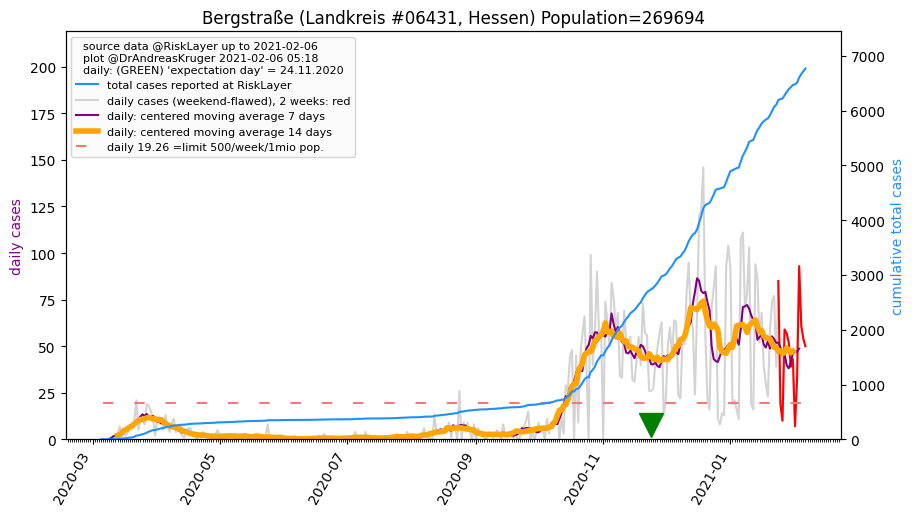 Bergstraße (Landkreis #06431, Hessen) Population=269694
source data @RiskLayer up to 2021-02-06
plot @DrAndreasKruger 2021-02-06 05:18
daily: (GREEN) 'expectation day' = 24.11.2020
total cases reported at RiskLayer
daily cases (weekend-flawed), 2 weeks: red
daily: centered moving average 7 days
daily: centered moving average 14 days
daily 19.26 =limit 500/week/1mio pop.
daily cases
200
175
150
125
100
75
50
25
0
7000
6000
5000
4000
3000
2000
1000
0
cumulative total cases
2020-03
2020-05
2020-07
2020-09
2020-11
2021-01